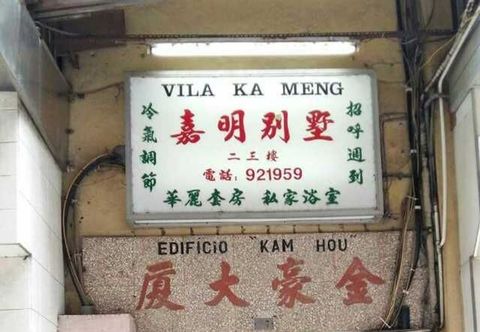 VILA KA MENG
冷氣調節
嘉明別墅
招呼週到
二三樓
電話: 921959
華麗套房 私家浴室
EDIFÍCIO "KAM HOU"
金豪大廈